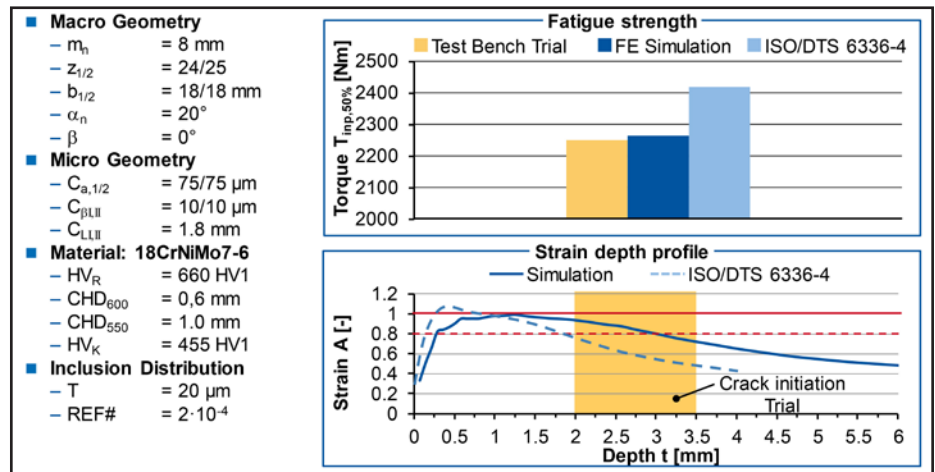 Macro Geometry
– mn = 8 mm
– z1/2 = 24/25
– b1/2 = 18/18 mm
– αn = 20°
– β = 0°
Micro Geometry
– Ca,1/2 = 75/75 µm
– CβI,II = 10/10 µm
– CLI,II = 1.8 mm
Material: 18CrNiMo7-6
– HVR = 660 HV1
– CHD600 = 0,6 mm
– CHD550 = 1.0 mm
– HVK = 455 HV1
Inclusion Distribution
– T = 20 µm
– REF# = 2·10-4
Fatigue strength
Test Bench Trial FE Simulation ISO/DTS 6336-4
Torque Tinp,50% [Nm]
2500
2400
2300
2200
2100
2000
Strain depth profile
Simulation ISO/DTS 6336-4
Strain A [-]
1.2
1
0.8
0.6
0.4
0.2
0
Crack initiation
Trial
0 0.5 1 1.5 2 2.5 3 3.5 4 4.5 5 5.5 6
Depth t [mm]